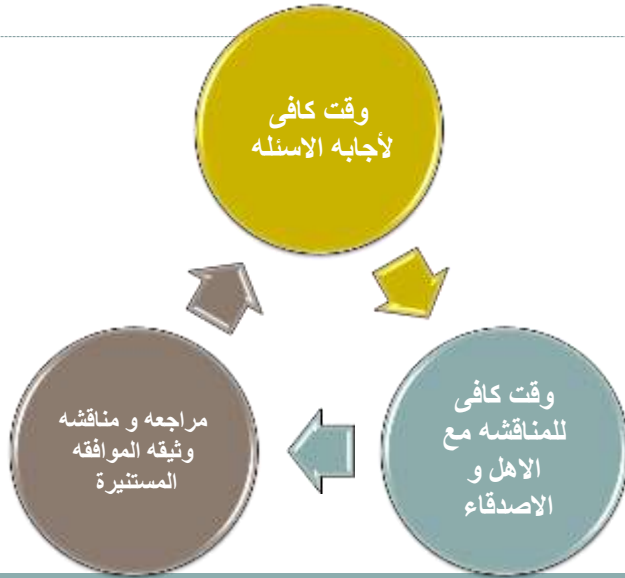 وقت كافى
لأجابه الاسئله
وقت كافى
للمناقشه مع
الاهل و
الاصدقاء
مراجعه و مناقشه
وثيقه الموافقه
المستنيرة